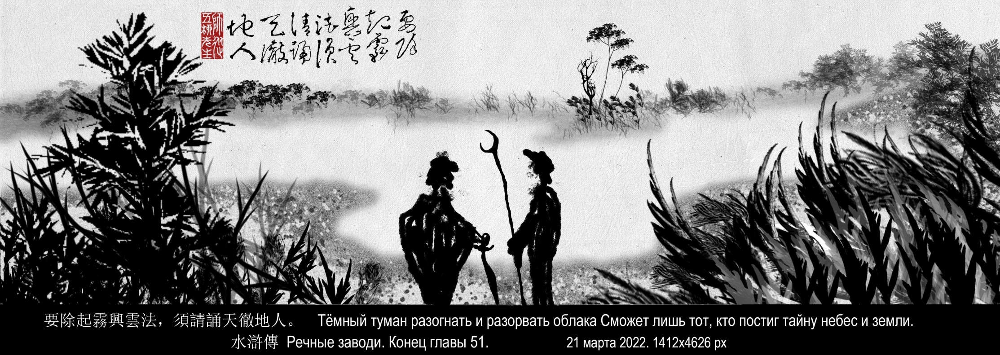 要除
起霧
興雲
法須
請誦
天徹
地人
要除起霧興雲法，須請誦天徹地人。 Тёмный туман разогнать и разорвать облака Сможет лишь тот, кто постиг тайну небес и земли.
水滸傳 Речные заводи. Конец главы 51. 21 марта 2022. 1412x4626 px